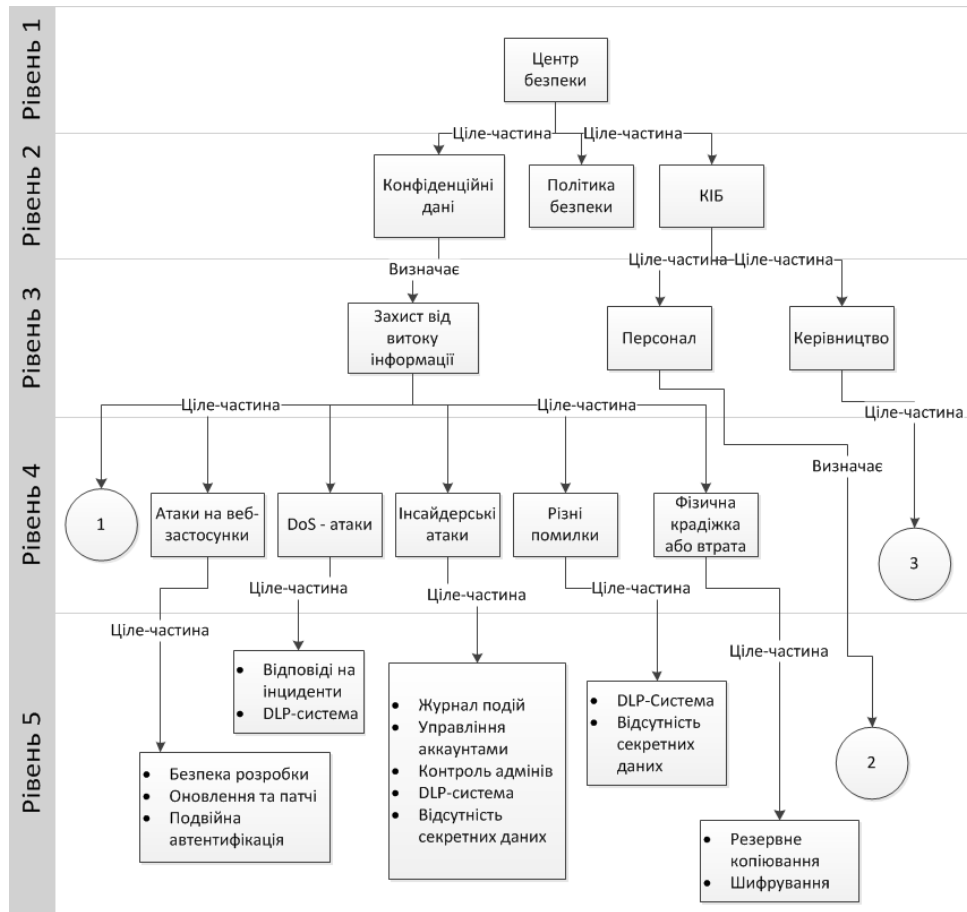 Рівень 1
Центр
безпеки
Ціле-частина
Ціле-частина
Рівень 2
Конфіденційні
дані
Політика
безпеки
КІБ
Визначає
Ціле-частина
Ціле-частина
Рівень 3
Захист від
витоку
інформації
Персонал
Керівництво
Ціле-частина
Ціле-частина
Ціле-частина
Рівень 4
Визначає
1
Атаки на веб-
застосунки
DoS - атаки
Інсайдерські
атаки
Різні
помилки
Фізична
крадіжка
або втрата
3
Ціле-частина
Ціле-частина
Ціле-частина
Ціле-частина
Ціле-частина
Рівень 5
Відповіді на
інциденти
DLP-система
Журнал подій
Управління
аккаунтами
Контроль адмінів
DLP-система
Відсутність
секретних даних
DLP-Система
Відсутність
секретних
даних
2
Безпека розробки
Оновлення та патчі
Подвійна
автентифікація
Резервне
копіювання
Шифрування